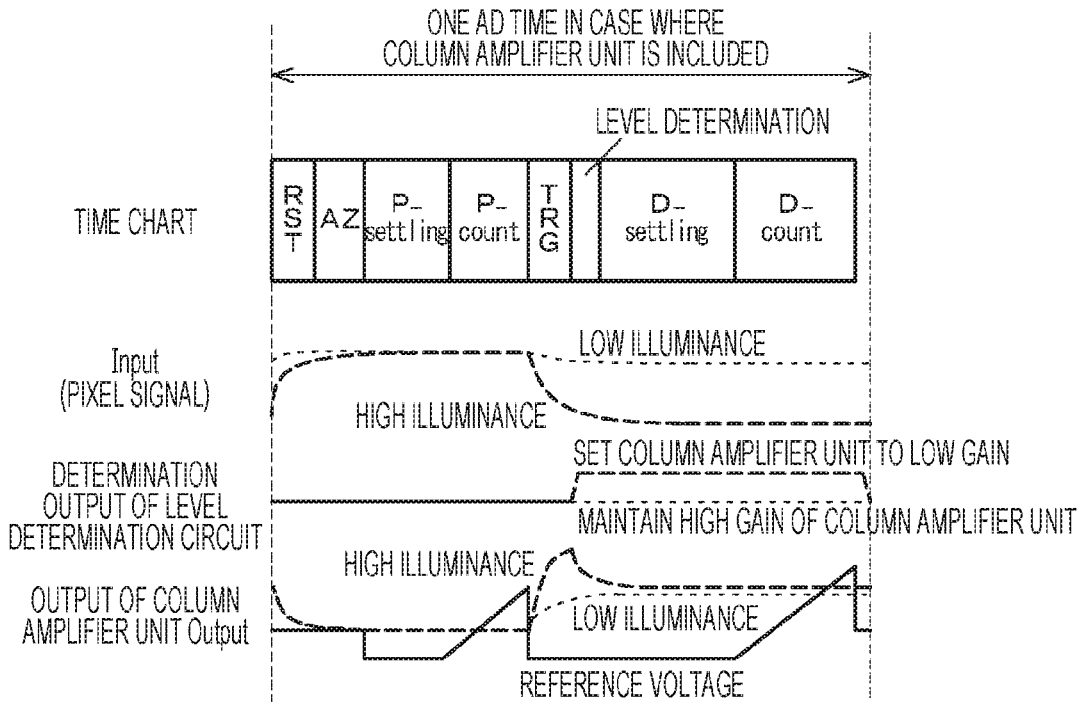 ONE AD TIME IN CASE WHERE
COLUMN AMPLIFIER UNIT IS INCLUDED
LEVEL DETERMINATION
TIME CHART
RST
AZ
P-
settling
P-
count
TRG
D-
settling
D-
count
Input
(PIXEL SIGNAL)
LOW ILLUMINANCE
HIGH ILLUMINANCE
SET COLUMN AMPLIFIER UNIT TO LOW GAIN
DETERMINATION
OUTPUT OF LEVEL
DETERMINATION CIRCUIT
MAINTAIN HIGH GAIN OF COLUMN AMPLIFIER UNIT
HIGH ILLUMINANCE
OUTPUT OF COLUMN
AMPLIFIER UNIT Output
LOW ILLUMINANCE
REFERENCE VOLTAGE